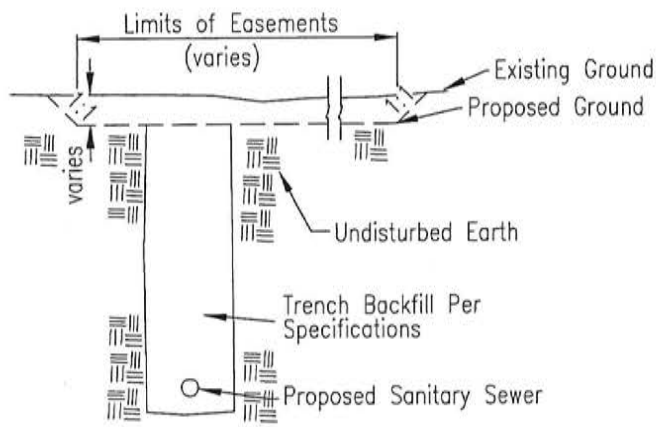 Limits of Easements
(varies)
Existing Ground
Proposed Ground
varies
Undisturbed Earth
Trench Backfill Per
Specifications
Proposed Sanitary Sewer